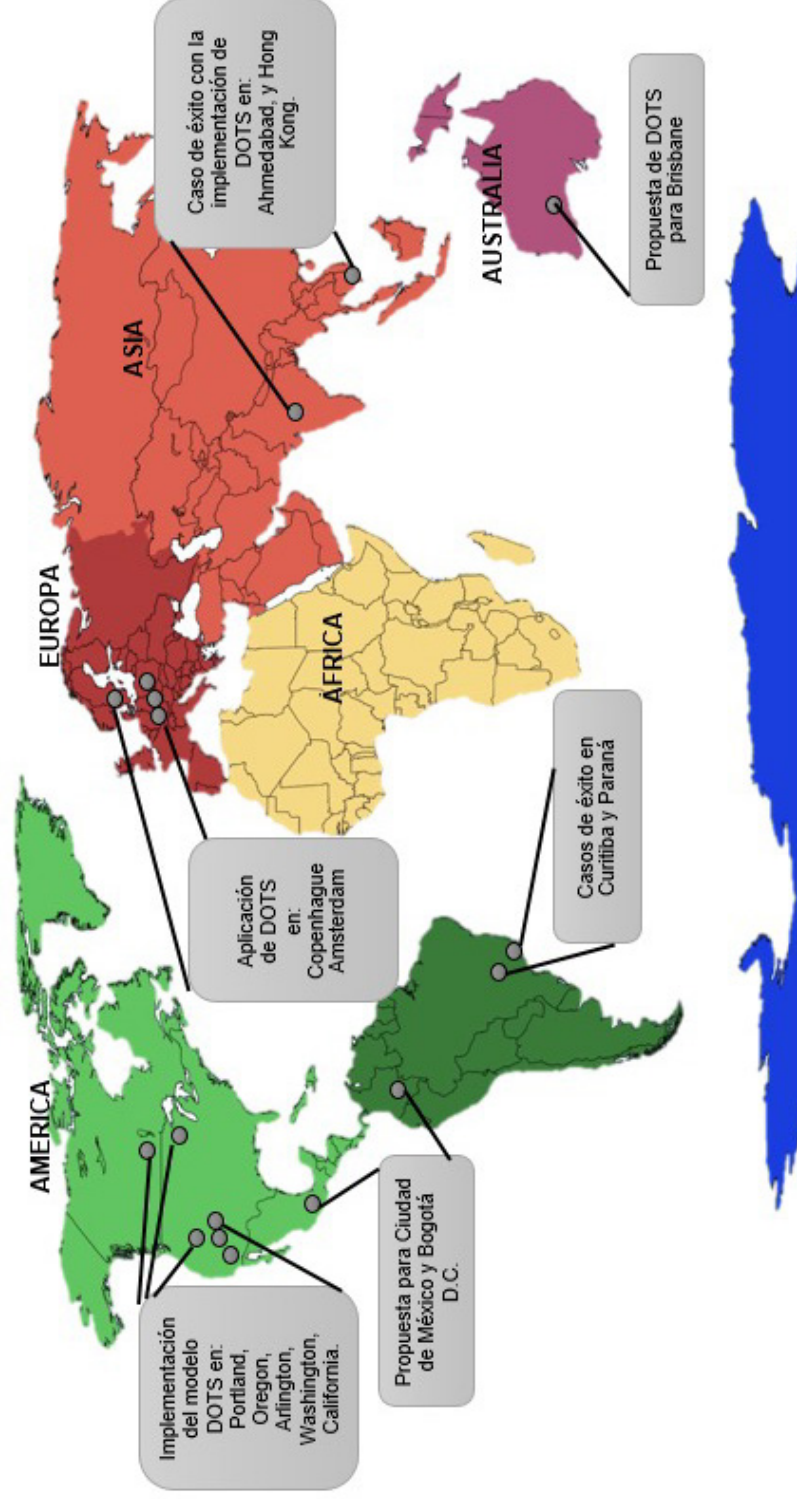 AMERICA
EUROPA
ASIA
ÁFRICA
AUSTRALIA
Implementación
del modelo
DOTS en:
Portland,
Oregon,
Arlington,
Washington,
California.
Propuesta para Ciudad
de México y Bogotá
D.C.
Aplicación
de DOTS
en:
Copenhague
Amsterdam
Casos de éxito en
Curitiba y Paraná
Caso de éxito con la
implementación de
DOTS en:
Ahmedabad, y Hong
Kong.
Propuesta de DOTS
para Brisbane